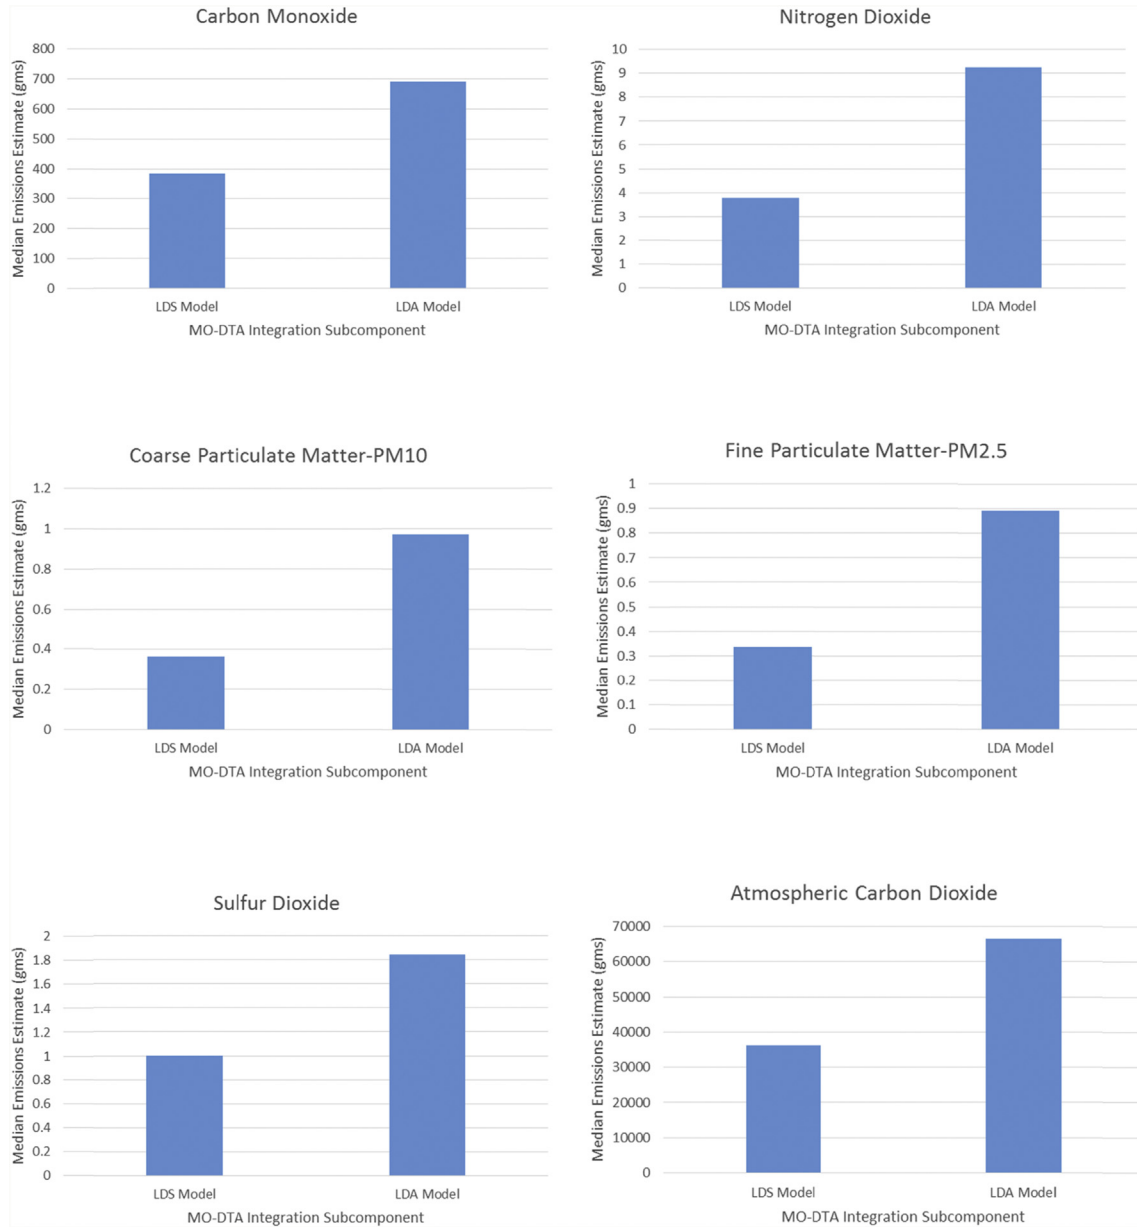 Carbon Monoxide
Median Emissions Estimate (gms)
800
700
600
500
400
300
200
100
0
LDS Model
LDA Model
MO-DTA Integration Subcomponent
Nitrogen Dioxide
Median Emissions Estimate (gms)
10
9
8
7
6
5
4
3
2
1
0
LDS Model
LDA Model
MO-DTA Integration Subcomponent
Coarse Particulate Matter-PM10
Median Emissions Estimate (gms)
1.2
1
0.8
0.6
0.4
0.2
0
LDS Model
LDA Model
MO-DTA Integration Subcomponent
Fine Particulate Matter-PM2.5
Median Emissions Estimate (gms)
1
0.9
0.8
0.7
0.6
0.5
0.4
0.3
0.2
0.1
0
LDS Model
LDA Model
MO-DTA Integration Subcomponent
Sulfur Dioxide
Median Emissions Estimate (gms)
2
1.8
1.6
1.4
1.2
1
0.8
0.6
0.4
0.2
0
LDS Model
LDA Model
MO-DTA Integration Subcomponent
Atmospheric Carbon Dioxide
Median Emissions Estimate (gms)
70000
60000
50000
40000
30000
20000
10000
0
LDS Model
LDA Model
MO-DTA Integration Subcomponent